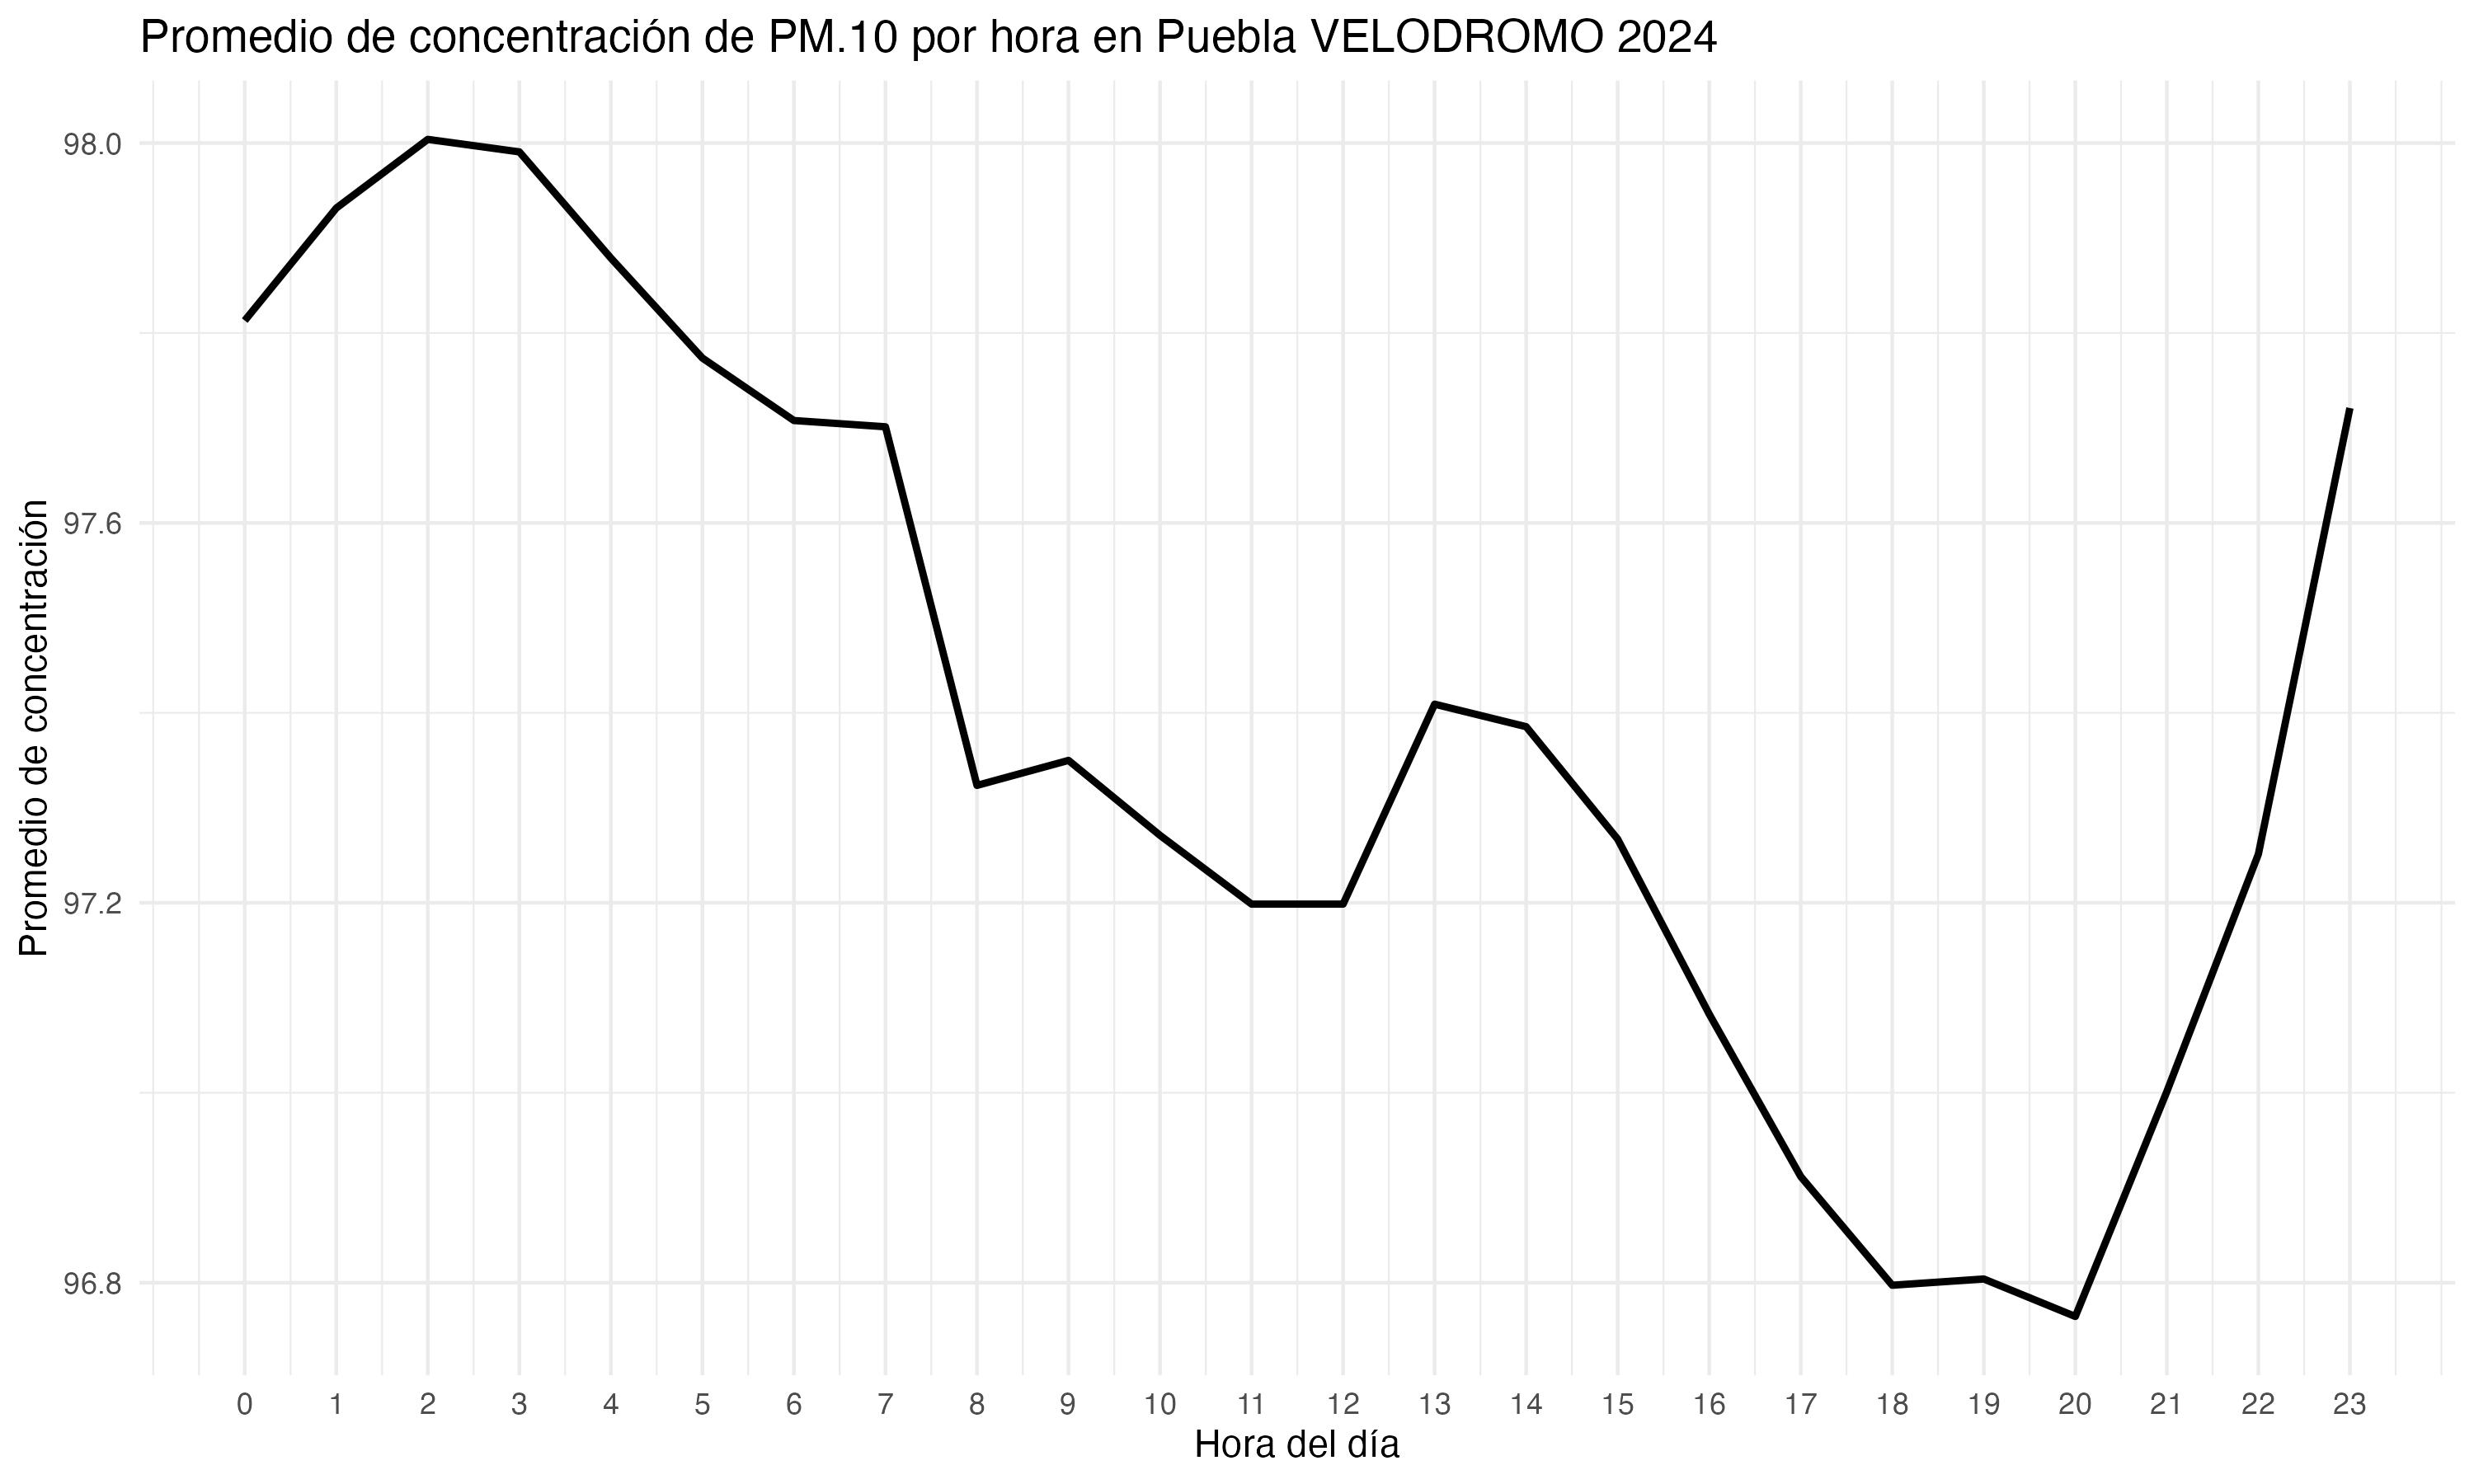 Promedio de concentración de PM.10 por hora en Puebla VELODROMO 2024
Promedio de concentración
98.0
97.6
97.2
96.8
0 1 2 3 4 5 6 7 8 9 10 11 12 13 14 15 16 17 18 19 20 21 22 23
Hora del día